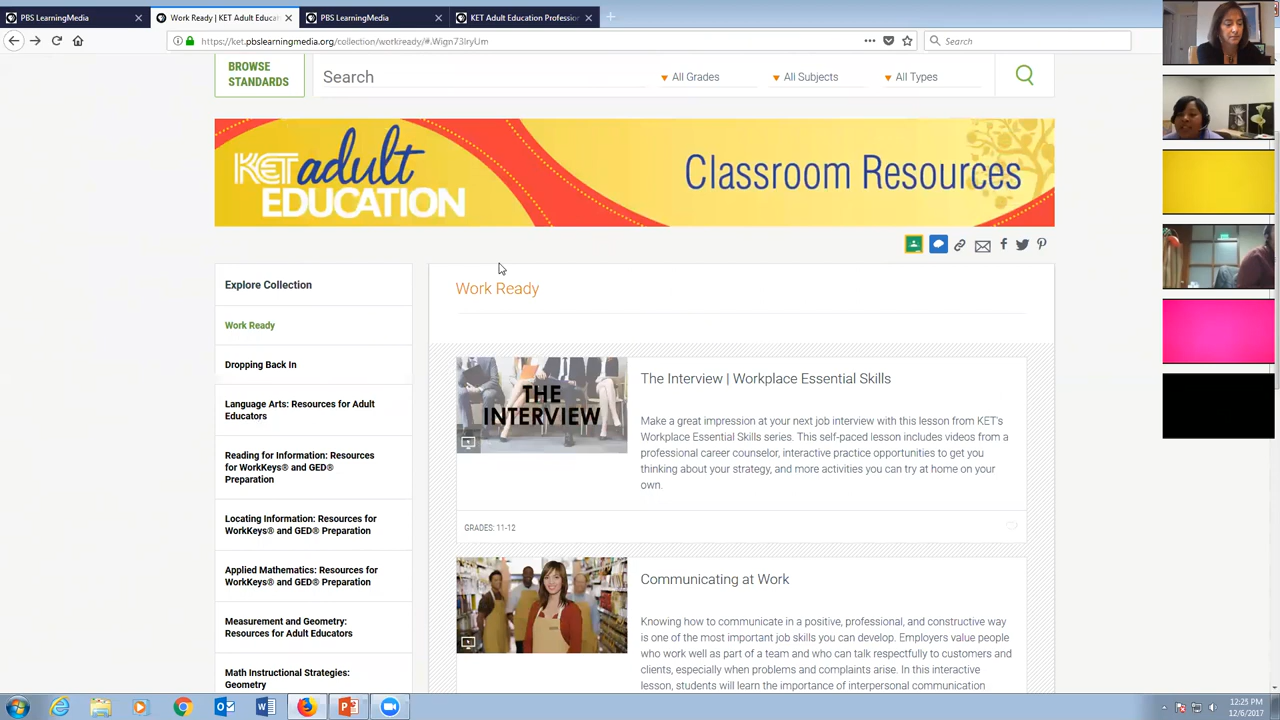 PBS LearningMedia
Work Ready | KET Adult Educat
PBS LearningMedia
KET Adult Education Profession
https://ket.pbslearningmedia.org/collection/workready/#.Wign73IryUm
Search
BROWSE
STANDARDS
Search
All Grades
All Subjects
All Types
KET adult
EDUCATION
Classroom Resources
Explore Collection
Work Ready
Dropping Back In
Language Arts: Resources for Adult
Educators
Reading for Information: Resources
for WorkKeys® and GED®
Preparation
Locating Information: Resources for
WorkKeys® and GED® Preparation
Applied Mathematics: Resources for
WorkKeys® and GED® Preparation
Measurement and Geometry:
Resources for Adult Educators
Math Instructional Strategies:
Geometry
Work Ready
THE
INTERVIEW
The Interview | Workplace Essential Skills
Make a great impression at your next job interview with this lesson from KET's
Workplace Essential Skills series. This self-paced lesson includes videos from a
professional career counselor, interactive practice opportunities to get you
thinking about your strategy, and more activities you can try at home on your
own.
GRADES: 11-12
Communicating at Work
Knowing how to communicate in a positive, professional, and constructive way
is one of the most important job skills you can develop. Employers value people
who work well as part of a team and who can talk respectfully to customers and
clients, especially when problems and complaints arise. In this interactive
lesson, students will learn the importance of interpersonal communication
12:25 PM
12/6/2017